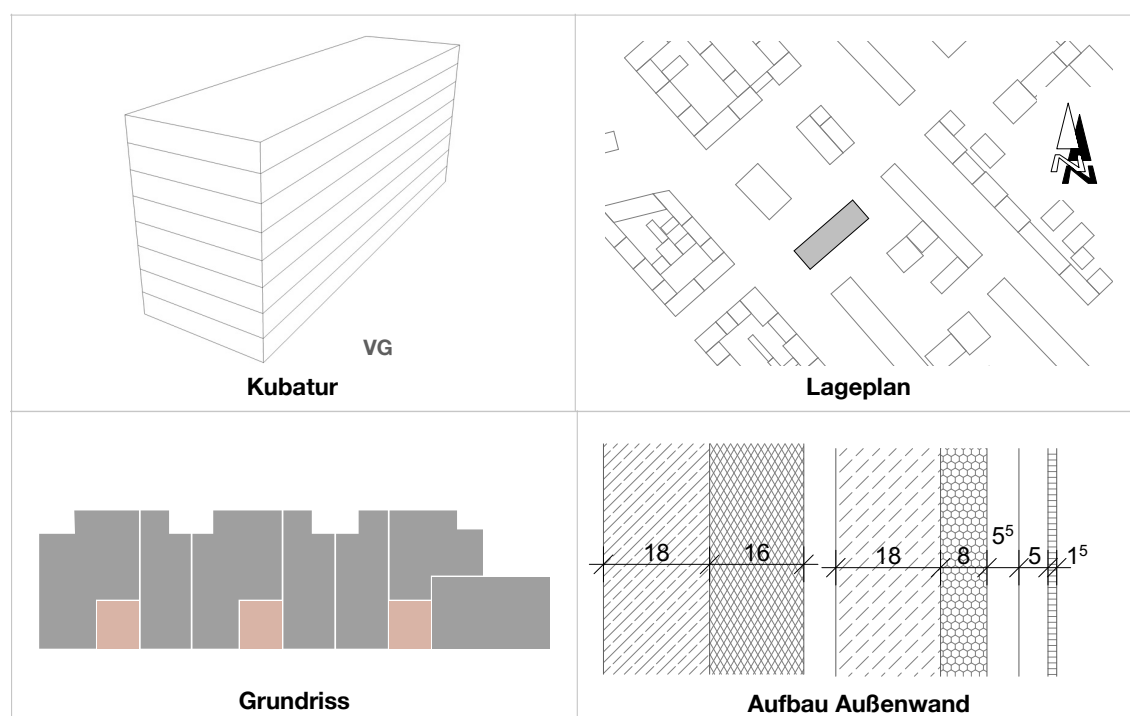 VG
Kubatur
N
Lageplan
Grundriss
18 16 18 8 5⁵ 5 1⁵
Aufbau Außenwand